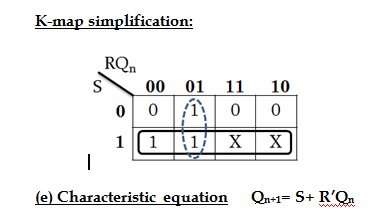 K-map simplification:
RQn
S
00 01 11 10
0 0 1 0 0
1 1 1 X X
(e) Characteristic equation Qn+1= S+ R'Qn